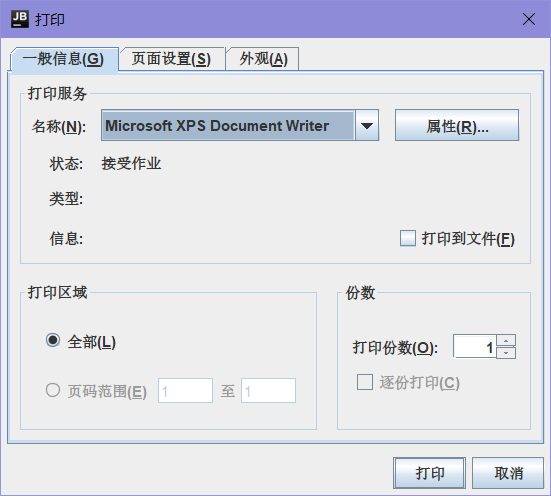 JB 打印
一般信息(G) 页面设置(S) 外观(A)
打印服务
名称(N): Microsoft XPS Document Writer 属性(R)...
状态: 接受作业
类型:
信息: 打印到文件(F)
打印区域 份数
全部(L) 打印份数(O): 1
页码范围(E) 1 至 1 逐份打印(C)
打印 取消